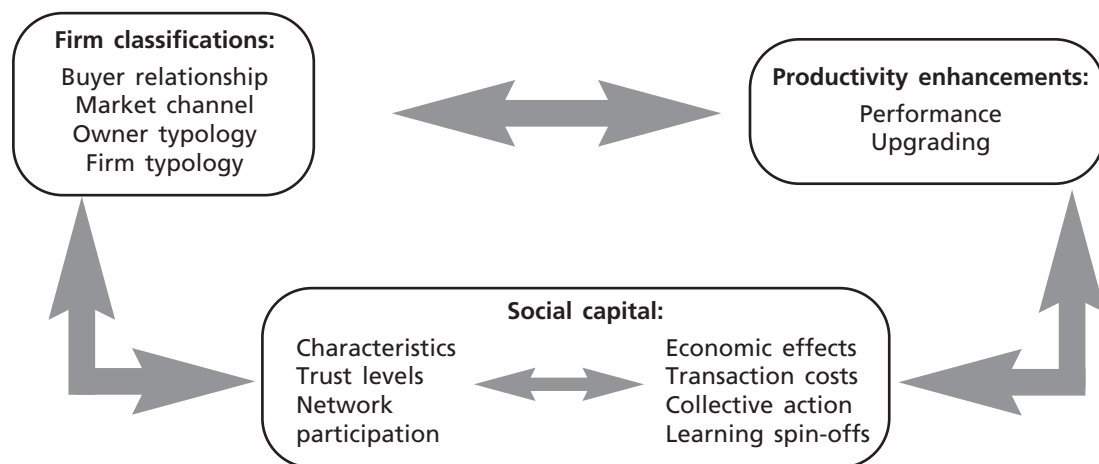 Firm classifications:
Buyer relationship
Market channel
Owner typology
Firm typology
Productivity enhancements:
Performance
Upgrading
Social capital:
Characteristics
Trust levels
Network
participation
Economic effects
Transaction costs
Collective action
Learning spin-offs